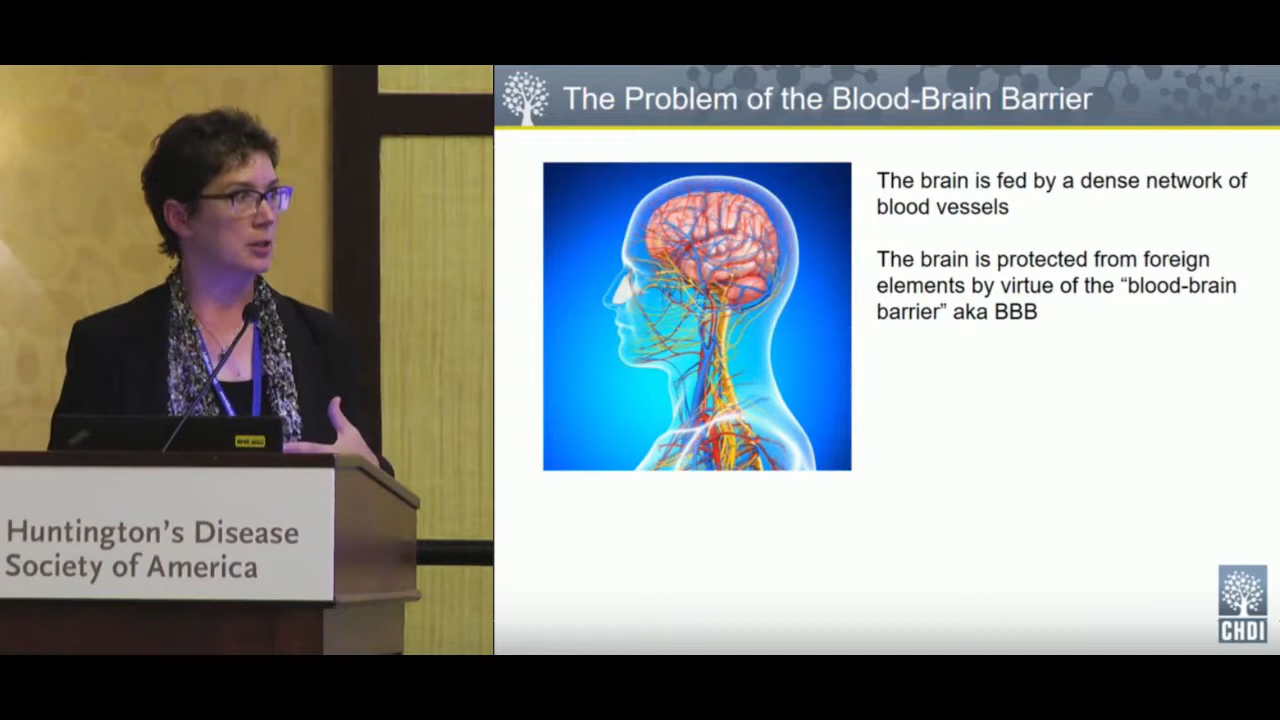 The Problem of the Blood-Brain Barrier
The brain is fed by a dense network of
blood vessels
The brain is protected from foreign
elements by virtue of the “blood-brain
barrier” aka BBB
Huntington’s Disease
Society of America
CHDI